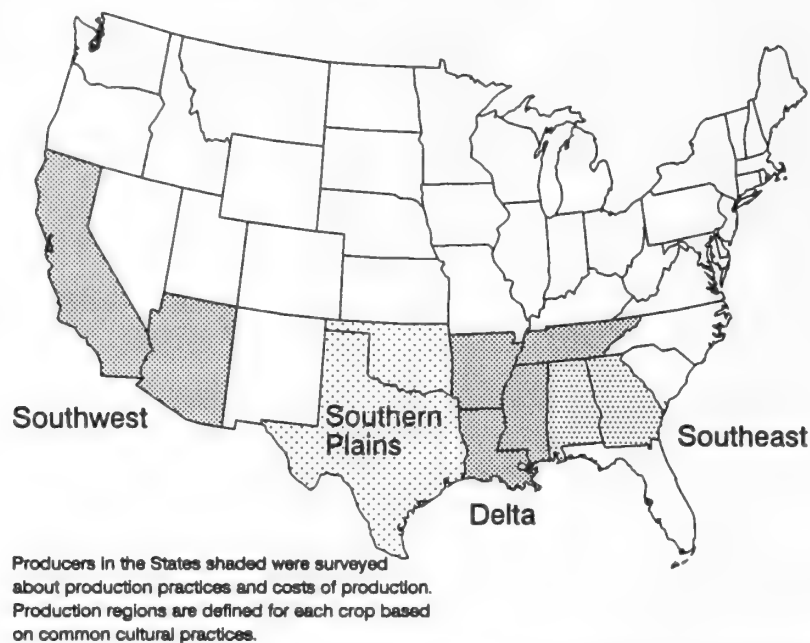 Southwest
Southern
Plains
Southeast
Delta
Producers in the States shaded were surveyed
about production practices and costs of production.
Production regions are defined for each crop based
on common cultural practices.